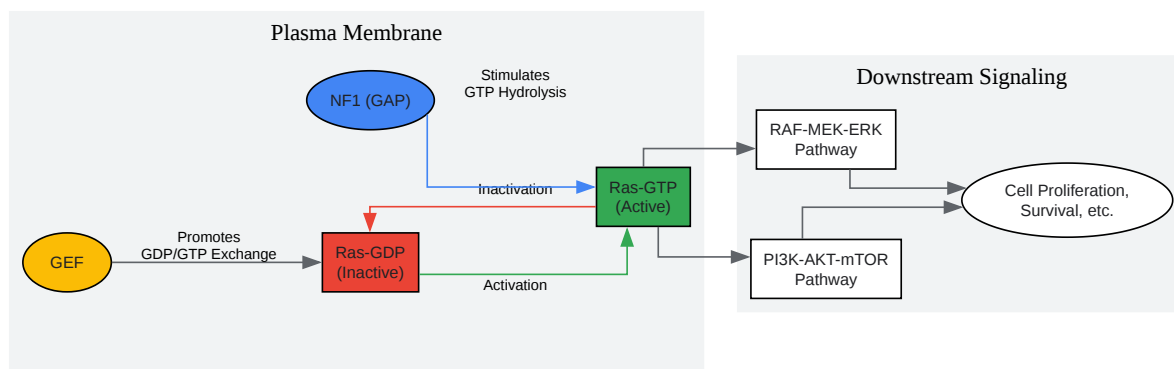 Plasma Membrane
Stimulates
GTP Hydrolysis
NF1 (GAP)
Inactivation
Ras-GTP
(Active)
Promotes
GDP/GTP Exchange
GEF
Ras-GDP
(Inactive)
Activation
Downstream Signaling
RAF-MEK-ERK
Pathway
Cell Proliferation,
Survival, etc.
PI3K-AKT-mTOR
Pathway